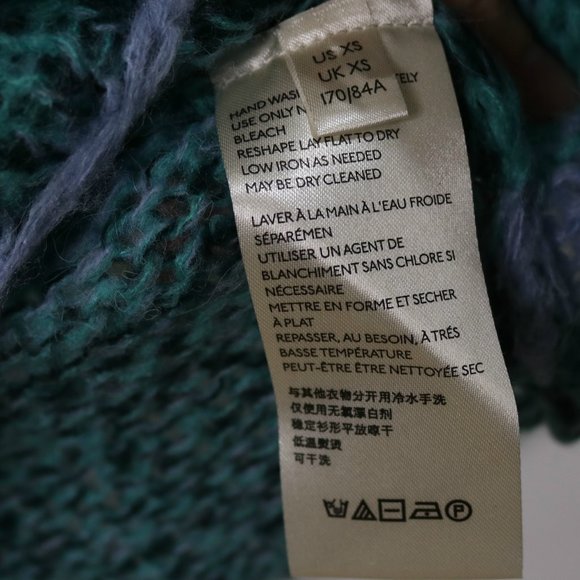 US XS
UK XS
170/84A
HAND WAS ELY
USE ONLY N
BLEACH
RESHAPE LAY FLAT TO DRY
LOW IRON AS NEEDED
MAY BE DRY CLEANED
LAVER À LA MAIN À L'EAU FROIDE
SÉPARÉMEN
UTILISER UN AGENT DE
BLANCHIMENT SANS CHLORE SI
NÉCESSAIRE
METTRE EN FORME ET SECHER
À PLAT
REPASSER, AU BESOIN, À TRÉS
BASSE TEMPÉRATURE
PEUT-ÊTRE ÊTRE NETTOYÉE SEC
与其他衣物分开用冷水手洗
仅使用无氯漂白剂
稳定衫形平放晾干
低温熨烫
可干洗